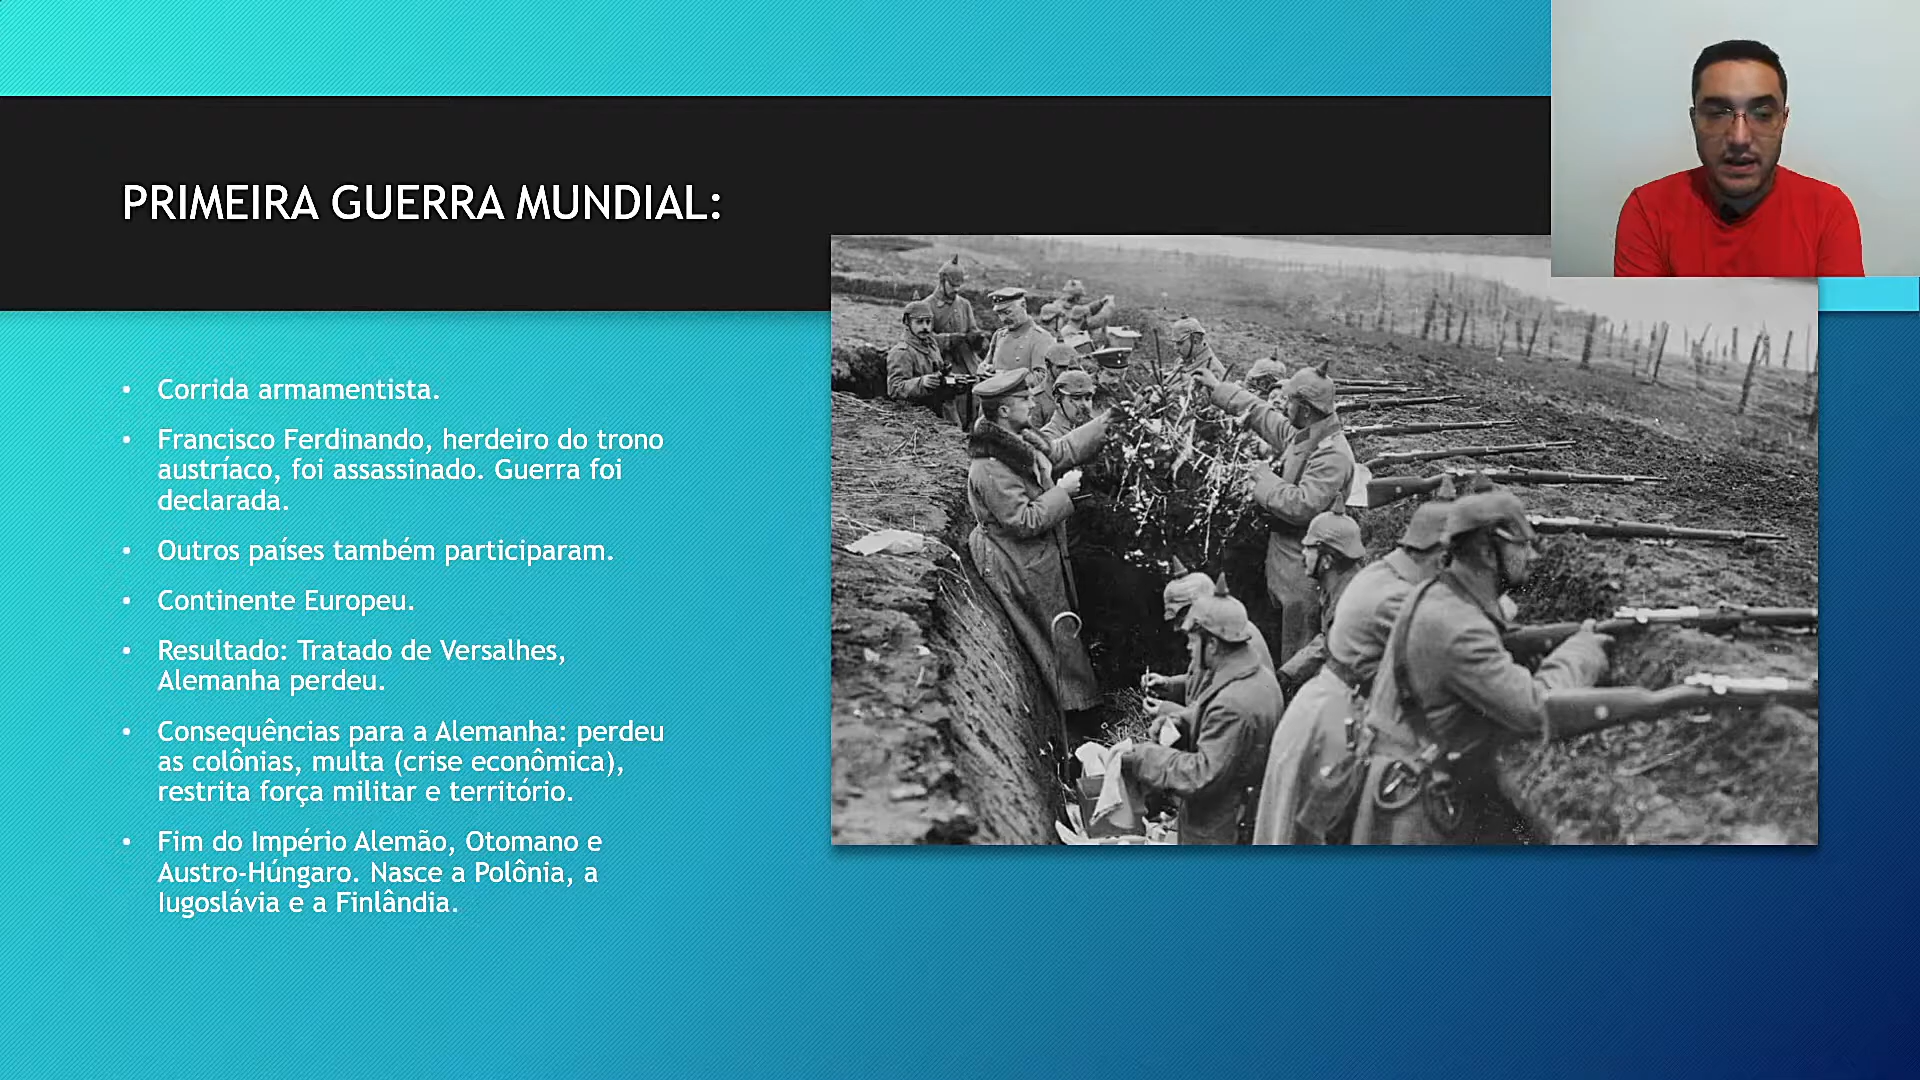 PRIMEIRA GUERRA MUNDIAL:
• Corrida armamentista.
• Francisco Ferdinando, herdeiro do trono
austríaco, foi assassinado. Guerra foi
declarada.
• Outros países também participaram.
• Continente Europeu.
• Resultado: Tratado de Versalhes,
Alemanha perdeu.
• Consequências para a Alemanha: perdeu
as colônias, multa (crise econômica),
restrita força militar e território.
• Fim do Império Alemão, Otomano e
Austro-Húngaro. Nasce a Polônia, a
Iugoslávia e a Finlândia.